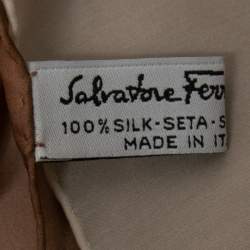 Salvatore Ferr
100% SILK-SETA-S
MADE IN IT